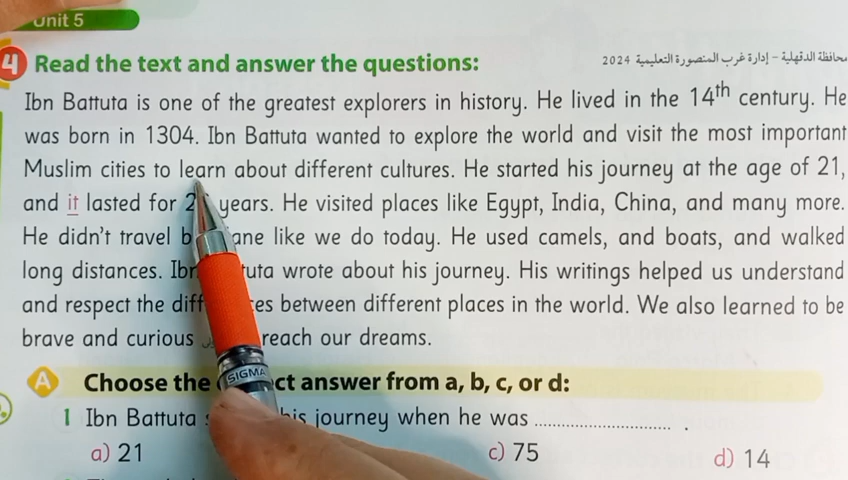 Unit 5
4 Read the text and answer the questions:
محافظة الدقهلية – إدارة غرب المنصورة التعليمية 2024
Ibn Battuta is one of the greatest explorers in history. He lived in the 14th century. He
was born in 1304. Ibn Battuta wanted to explore the world and visit the most important
Muslim cities to learn about different cultures. He started his journey at the age of 21,
and it lasted for 2 years. He visited places like Egypt, India, China, and many more.
He didn't travel b ane like we do today. He used camels, and boats, and walked
long distances. Ibn tuta wrote about his journey. His writings helped us understand
and respect the diff ces between different places in the world. We also learned to be
brave and curious reach our dreams.
A Choose the ct answer from a, b, c, or d:
1 Ibn Battuta s his journey when he was .............................. .
a) 21 c) 75 d) 14
SIGMA